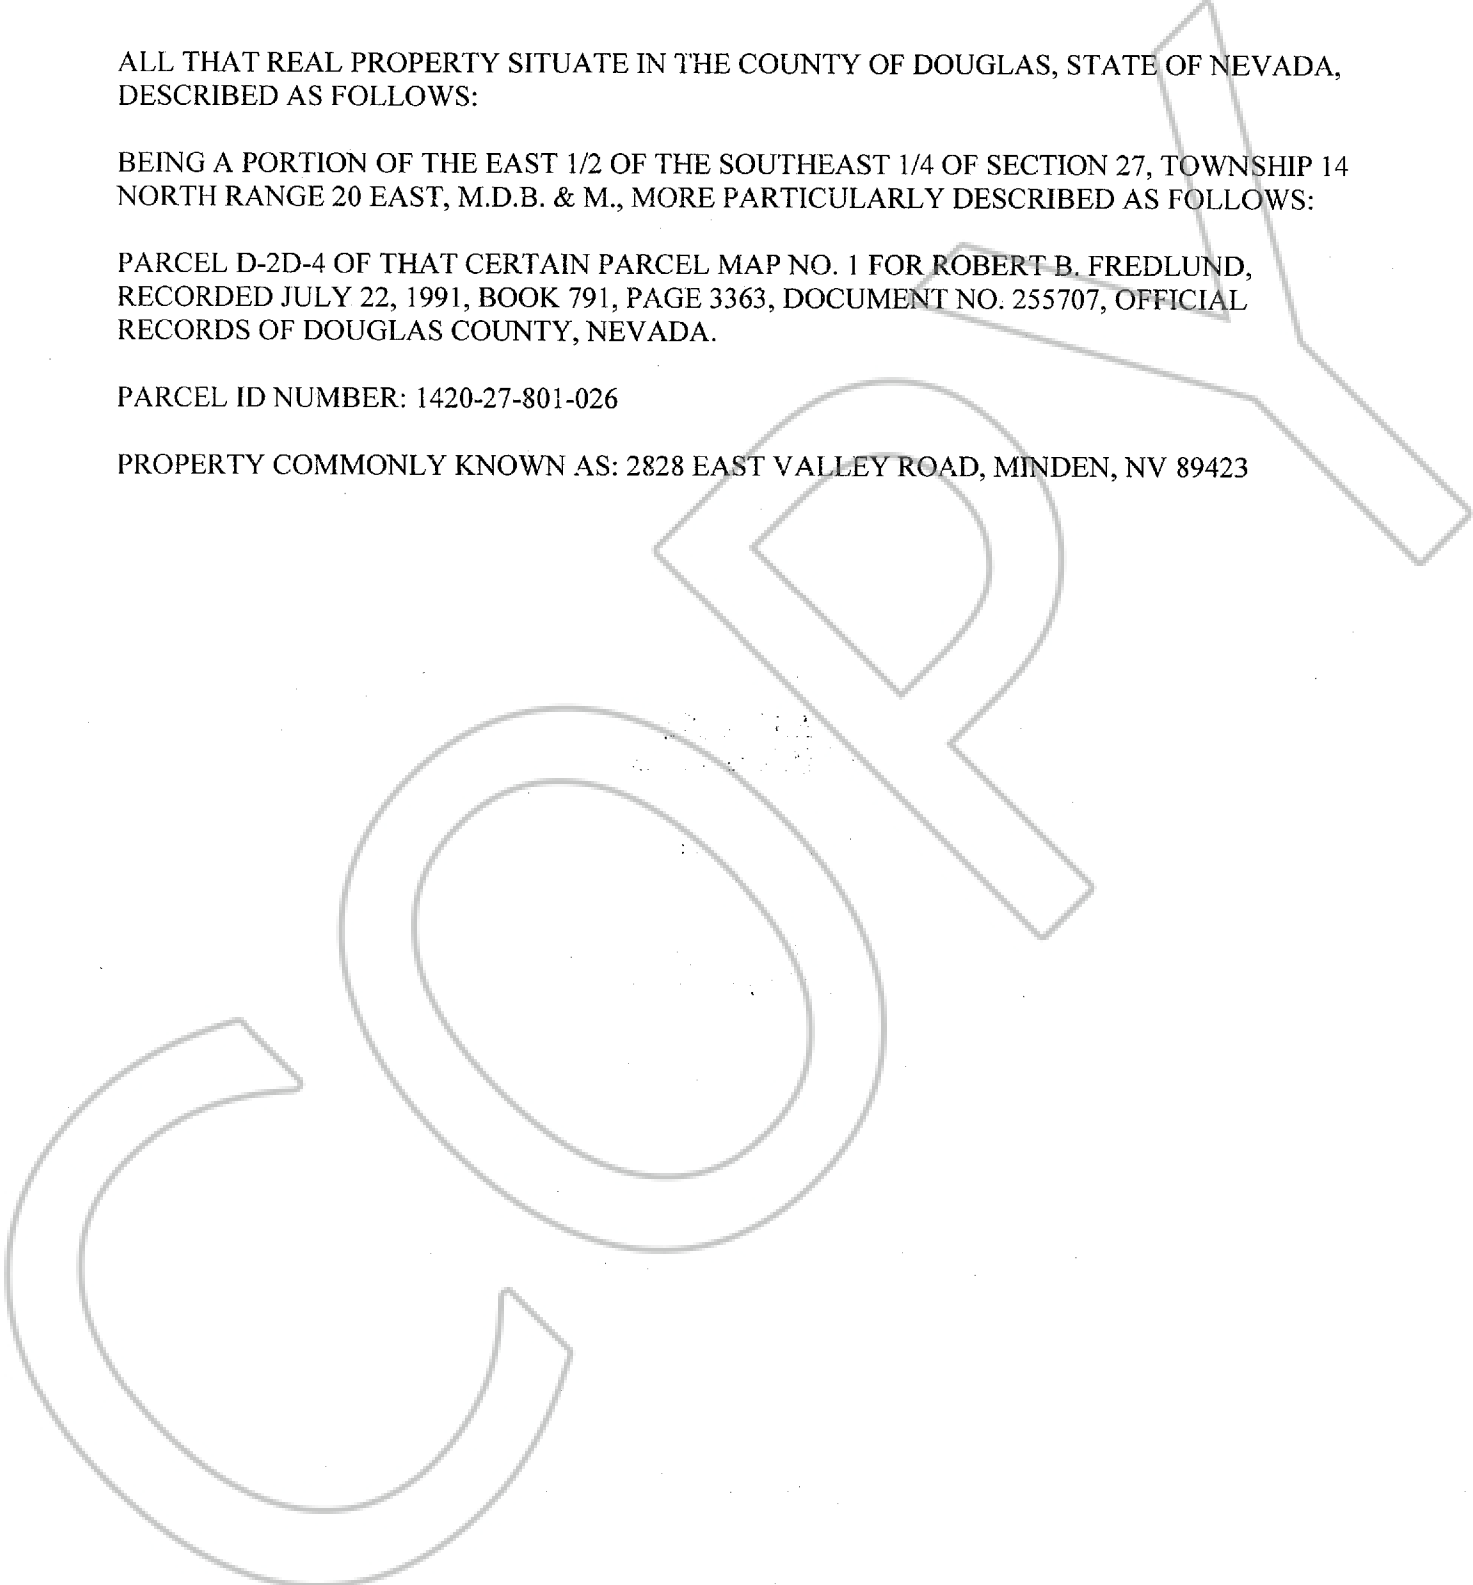 ALL THAT REAL PROPERTY SITUATE IN THE COUNTY OF DOUGLAS, STATE OF NEVADA,
DESCRIBED AS FOLLOWS:
BEING A PORTION OF THE EAST 1/2 OF THE SOUTHEAST 1/4 OF SECTION 27, TOWNSHIP 14
NORTH RANGE 20 EAST, M.D.B. & M., MORE PARTICULARLY DESCRIBED AS FOLLOWS:
PARCEL D-2D-4 OF THAT CERTAIN PARCEL MAP NO. 1 FOR ROBERT B. FREDLUND,
RECORDED JULY 22, 1991, BOOK 791, PAGE 3363, DOCUMENT NO. 255707, OFFICIAL
RECORDS OF DOUGLAS COUNTY, NEVADA.
PARCEL ID NUMBER: 1420-27-801-026
PROPERTY COMMONLY KNOWN AS: 2828 EAST VALLEY ROAD, MINDEN, NV 89423
COPY